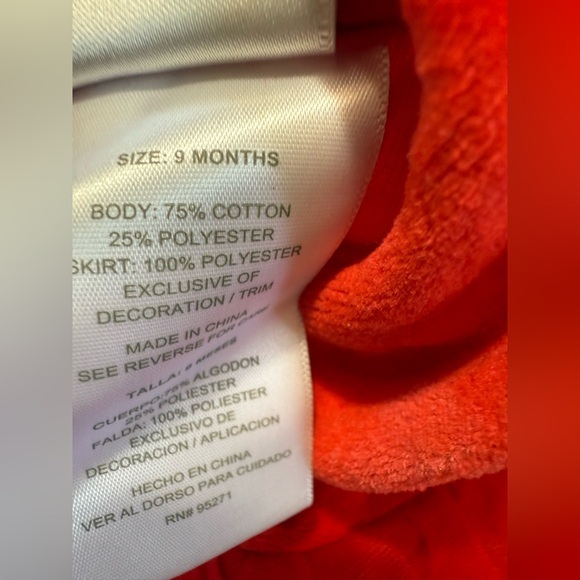 SIZE: 9 MONTHS
BODY: 75% COTTON
25% POLYESTER
SKIRT: 100% POLYESTER
EXCLUSIVE OF
DECORATION / TRIM
MADE IN CHINA
SEE REVERSE FOR CARE
TALLA: 9 MESES
CUERPO:75% ALGODON
25% POLIESTER
FALDA: 100% POLIESTER
EXCLUSIVO DE
DECORACION / APLICACION
HECHO EN CHINA
VER AL DORSO PARA CUIDADO
RN# 95271